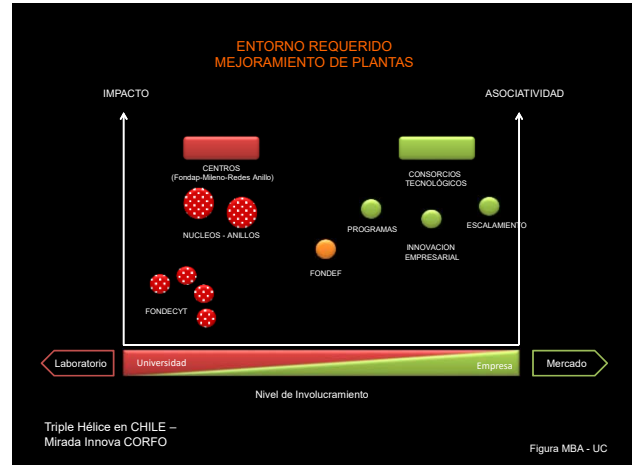 ENTORNO REQUERIDO
MEJORAMIENTO DE PLANTAS
IMPACTO
ASOCIATIVIDAD
CENTROS
(Fondap-Mileno-Redes Anillo)
CONSORCIOS
TECNOLÓGICOS
NUCLEOS - ANILLOS
PROGRAMAS
INNOVACION
EMPRESARIAL
ESCALAMIENTO
FONDEF
FONDECYT
Laboratorio
Universidad
Empresa
Mercado
Nivel de Involucramiento
Triple Hélice en CHILE –
Mirada Innova CORFO
Figura MBA - UC